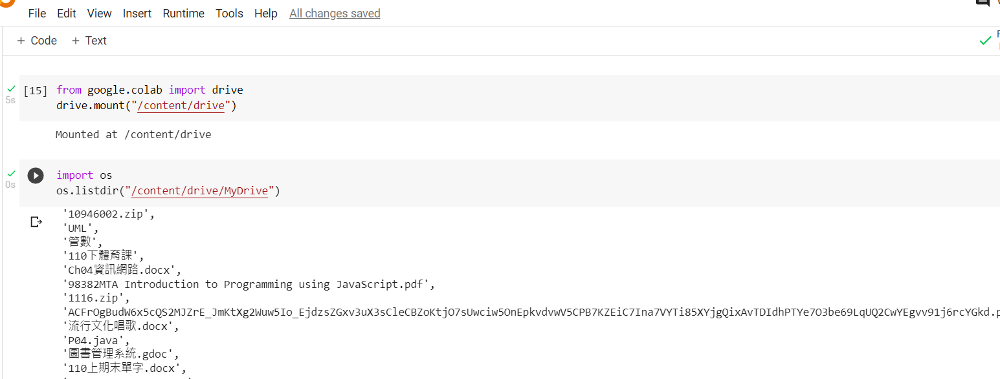 File Edit View Insert Runtime Tools Help All changes saved
+ Code + Text
[15] from google.colab import drive
5s drive.mount("/content/drive")
Mounted at /content/drive
import os
0s os.listdir("/content/drive/MyDrive")
'10946002.zip',
'UML',
'管數',
'110下體育課',
'Ch04資訊網路.docx',
'98382MTA Introduction to Programming using JavaScript.pdf',
'1116.zip',
'ACFrOgBudW6x5cQS2MJZrE_JmKtXg2Wuw5Io_EjdzsZGxv3uX3sCleCBZoKtjO7sUwciw5OnEpkvdvwV5CPB7KZEiC7Ina7VYTi85XYjgQixAvTDIdhPTYe7O3be69LqUQ2CwYEgvv91j6rcYGkd.p
'流行文化唱歌.docx',
'P04.java',
'圖書管理系統.gdoc',
'110上期末單字.docx',